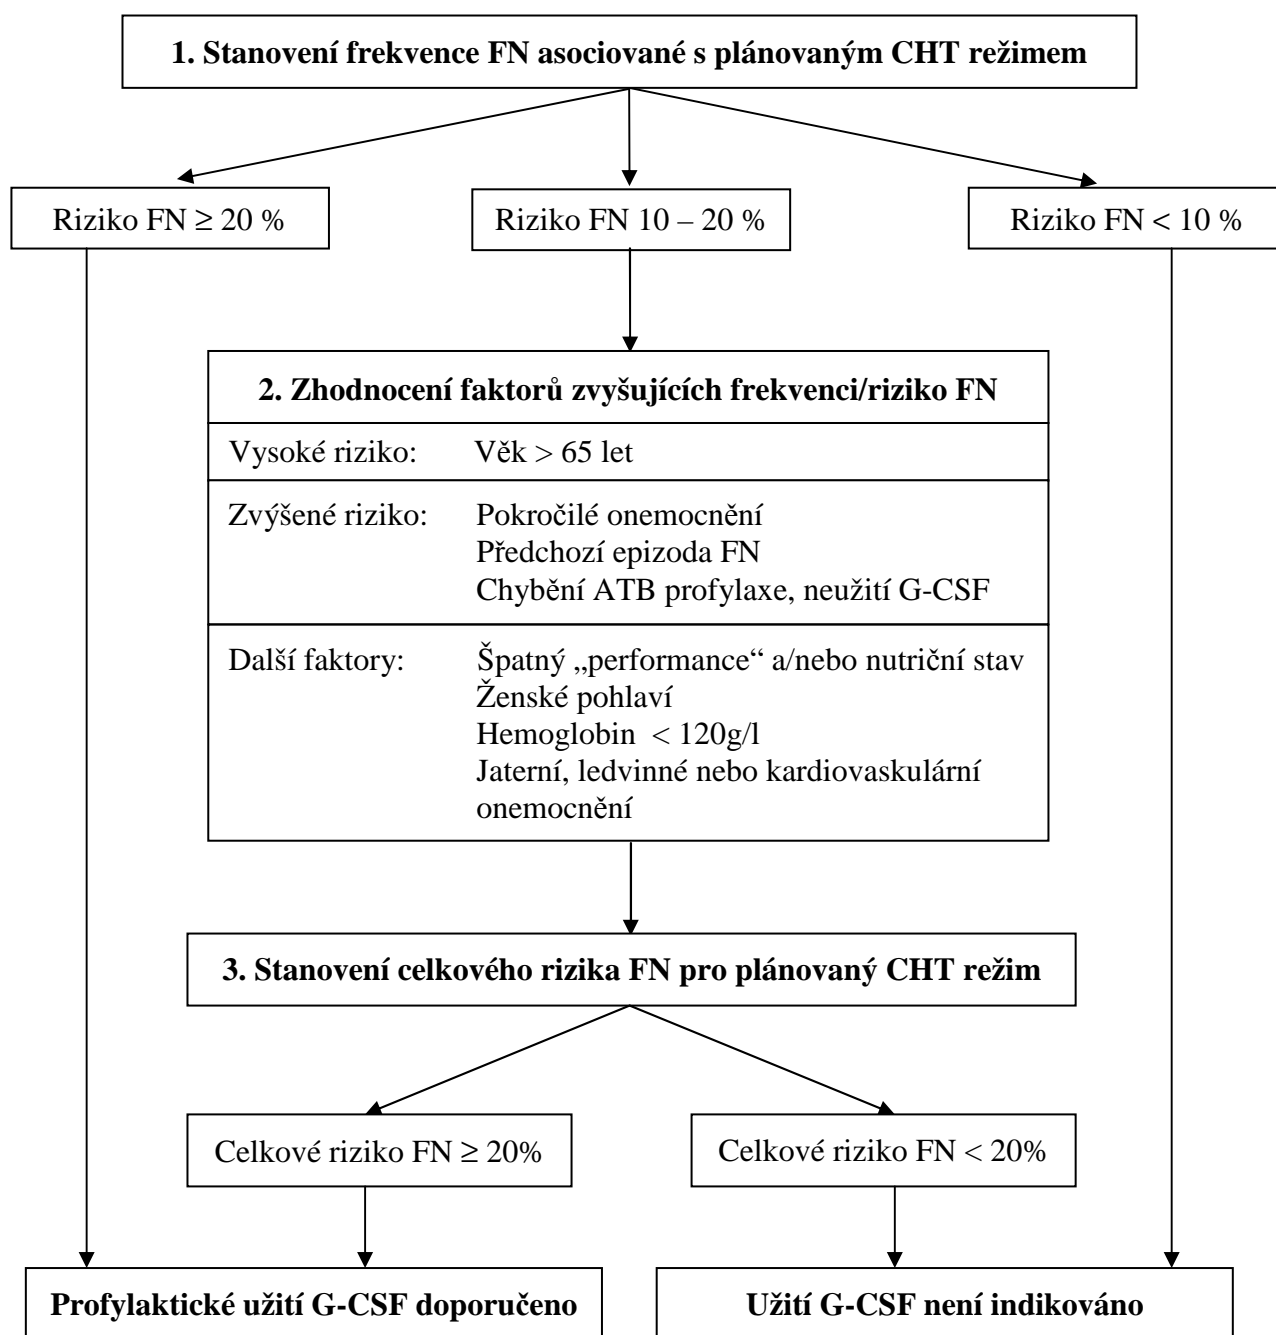 1. Stanovení frekvence FN asociované s plánovaným CHT režimem
Riziko FN ≥ 20 %
Riziko FN 10 – 20 %
Riziko FN < 10 %
2. Zhodnocení faktorů zvyšujících frekvenci/riziko FN
Vysoké riziko: Věk > 65 let
Zvýšené riziko: Pokročilé onemocnění
Předchozí epizoda FN
Chybění ATB profylaxe, neužití G-CSF
Další faktory: Špatný „performance“ a/nebo nutriční stav
Ženské pohlaví
Hemoglobin < 120g/l
Jaterní, ledvinné nebo kardiovaskulární
onemocnění
3. Stanovení celkového rizika FN pro plánovaný CHT režim
Celkové riziko FN ≥ 20%
Celkové riziko FN < 20%
Profylaktické užití G-CSF doporučeno
Užití G-CSF není indikováno